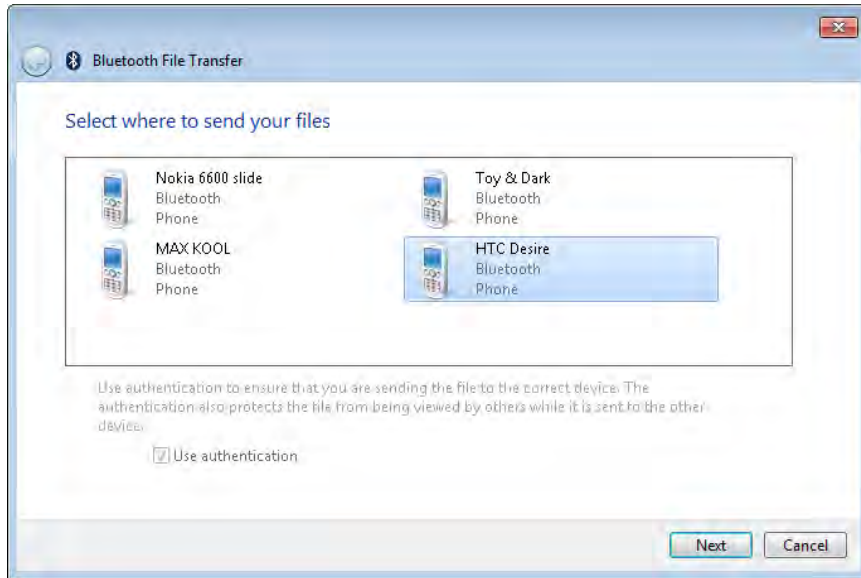 Bluetooth File Transfer
Select where to send your files
Nokia 6600 slide
Bluetooth
Phone
Toy & Dark
Bluetooth
Phone
MAX KOOL
Bluetooth
Phone
HTC Desire
Bluetooth
Phone
Use authentication to ensure that you are sending the file to the correct device. The
authentication also protects the file from being viewed by others while it is sent to the other
device.
Use authentication
Next
Cancel